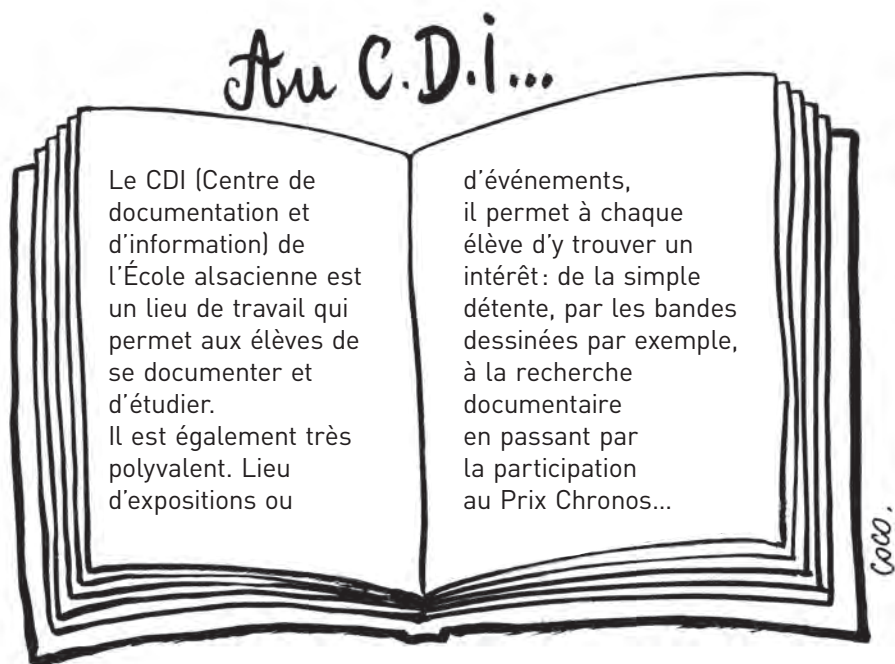 Au C.D.i...
Le CDI (Centre de
documentation et
d'information) de
l'École alsacienne est
un lieu de travail qui
permet aux élèves de
se documenter et
d'étudier.
Il est également très
polyvalent. Lieu
d'expositions ou
d'événements,
il permet à chaque
élève d'y trouver un
intérêt : de la simple
détente, par les bandes
dessinées par exemple,
à la recherche
documentaire
en passant par
la participation
au Prix Chronos...
coco.